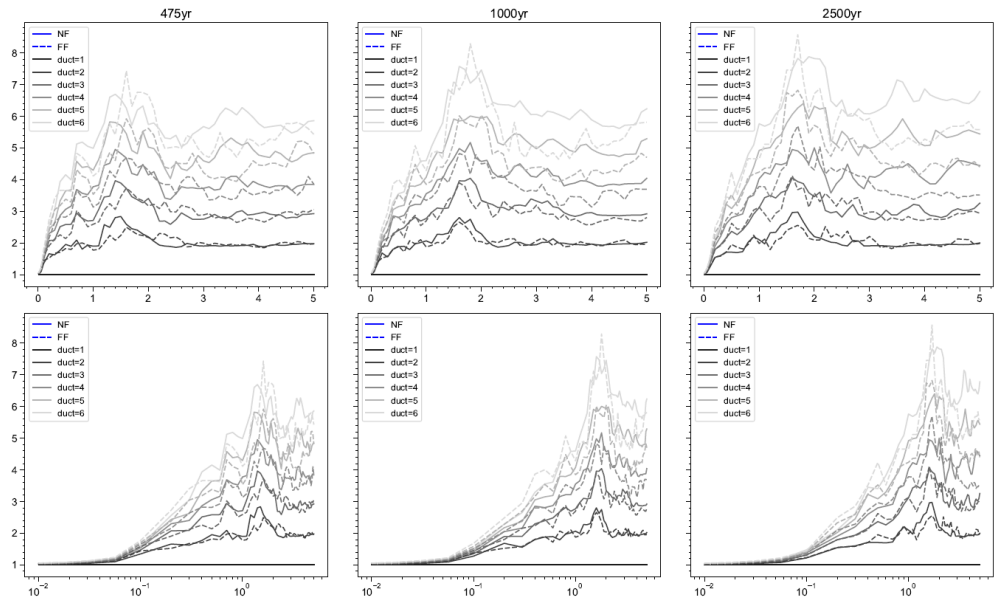 475yr
1000yr
2500yr
8
7
6
5
4
3
2
1
NF
FF
duct=1
duct=2
duct=3
duct=4
duct=5
duct=6
0 1 2 3 4 5
NF
FF
duct=1
duct=2
duct=3
duct=4
duct=5
duct=6
0 1 2 3 4 5
NF
FF
duct=1
duct=2
duct=3
duct=4
duct=5
duct=6
0 1 2 3 4 5
8
7
6
5
4
3
2
1
NF
FF
duct=1
duct=2
duct=3
duct=4
duct=5
duct=6
10⁻² 10⁻¹ 10⁰
NF
FF
duct=1
duct=2
duct=3
duct=4
duct=5
duct=6
10⁻² 10⁻¹ 10⁰
NF
FF
duct=1
duct=2
duct=3
duct=4
duct=5
duct=6
10⁻² 10⁻¹ 10⁰